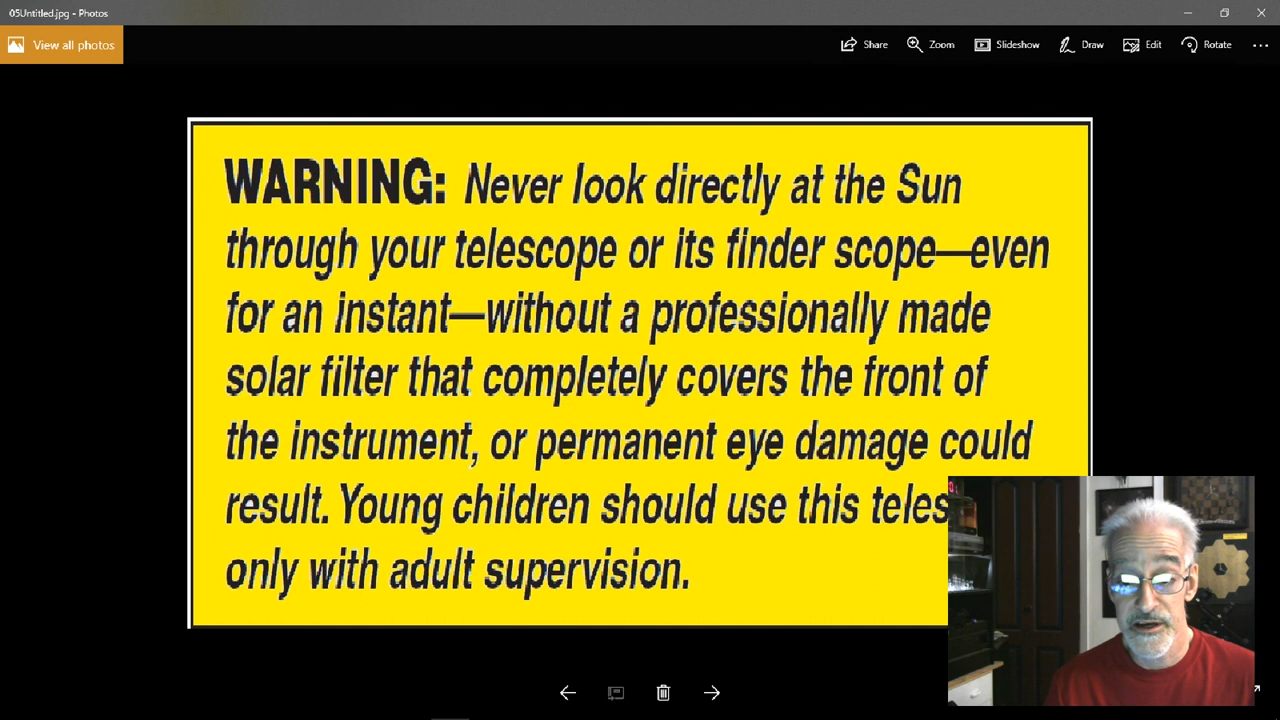 05Untitled.jpg - Photos
View all photos
Share
Zoom
Slideshow
Draw
Edit
Rotate
WARNING: Never look directly at the Sun
through your telescope or its finder scope—even
for an instant—without a professionally made
solar filter that completely covers the front of
the instrument, or permanent eye damage could
result. Young children should use this teles
only with adult supervision.